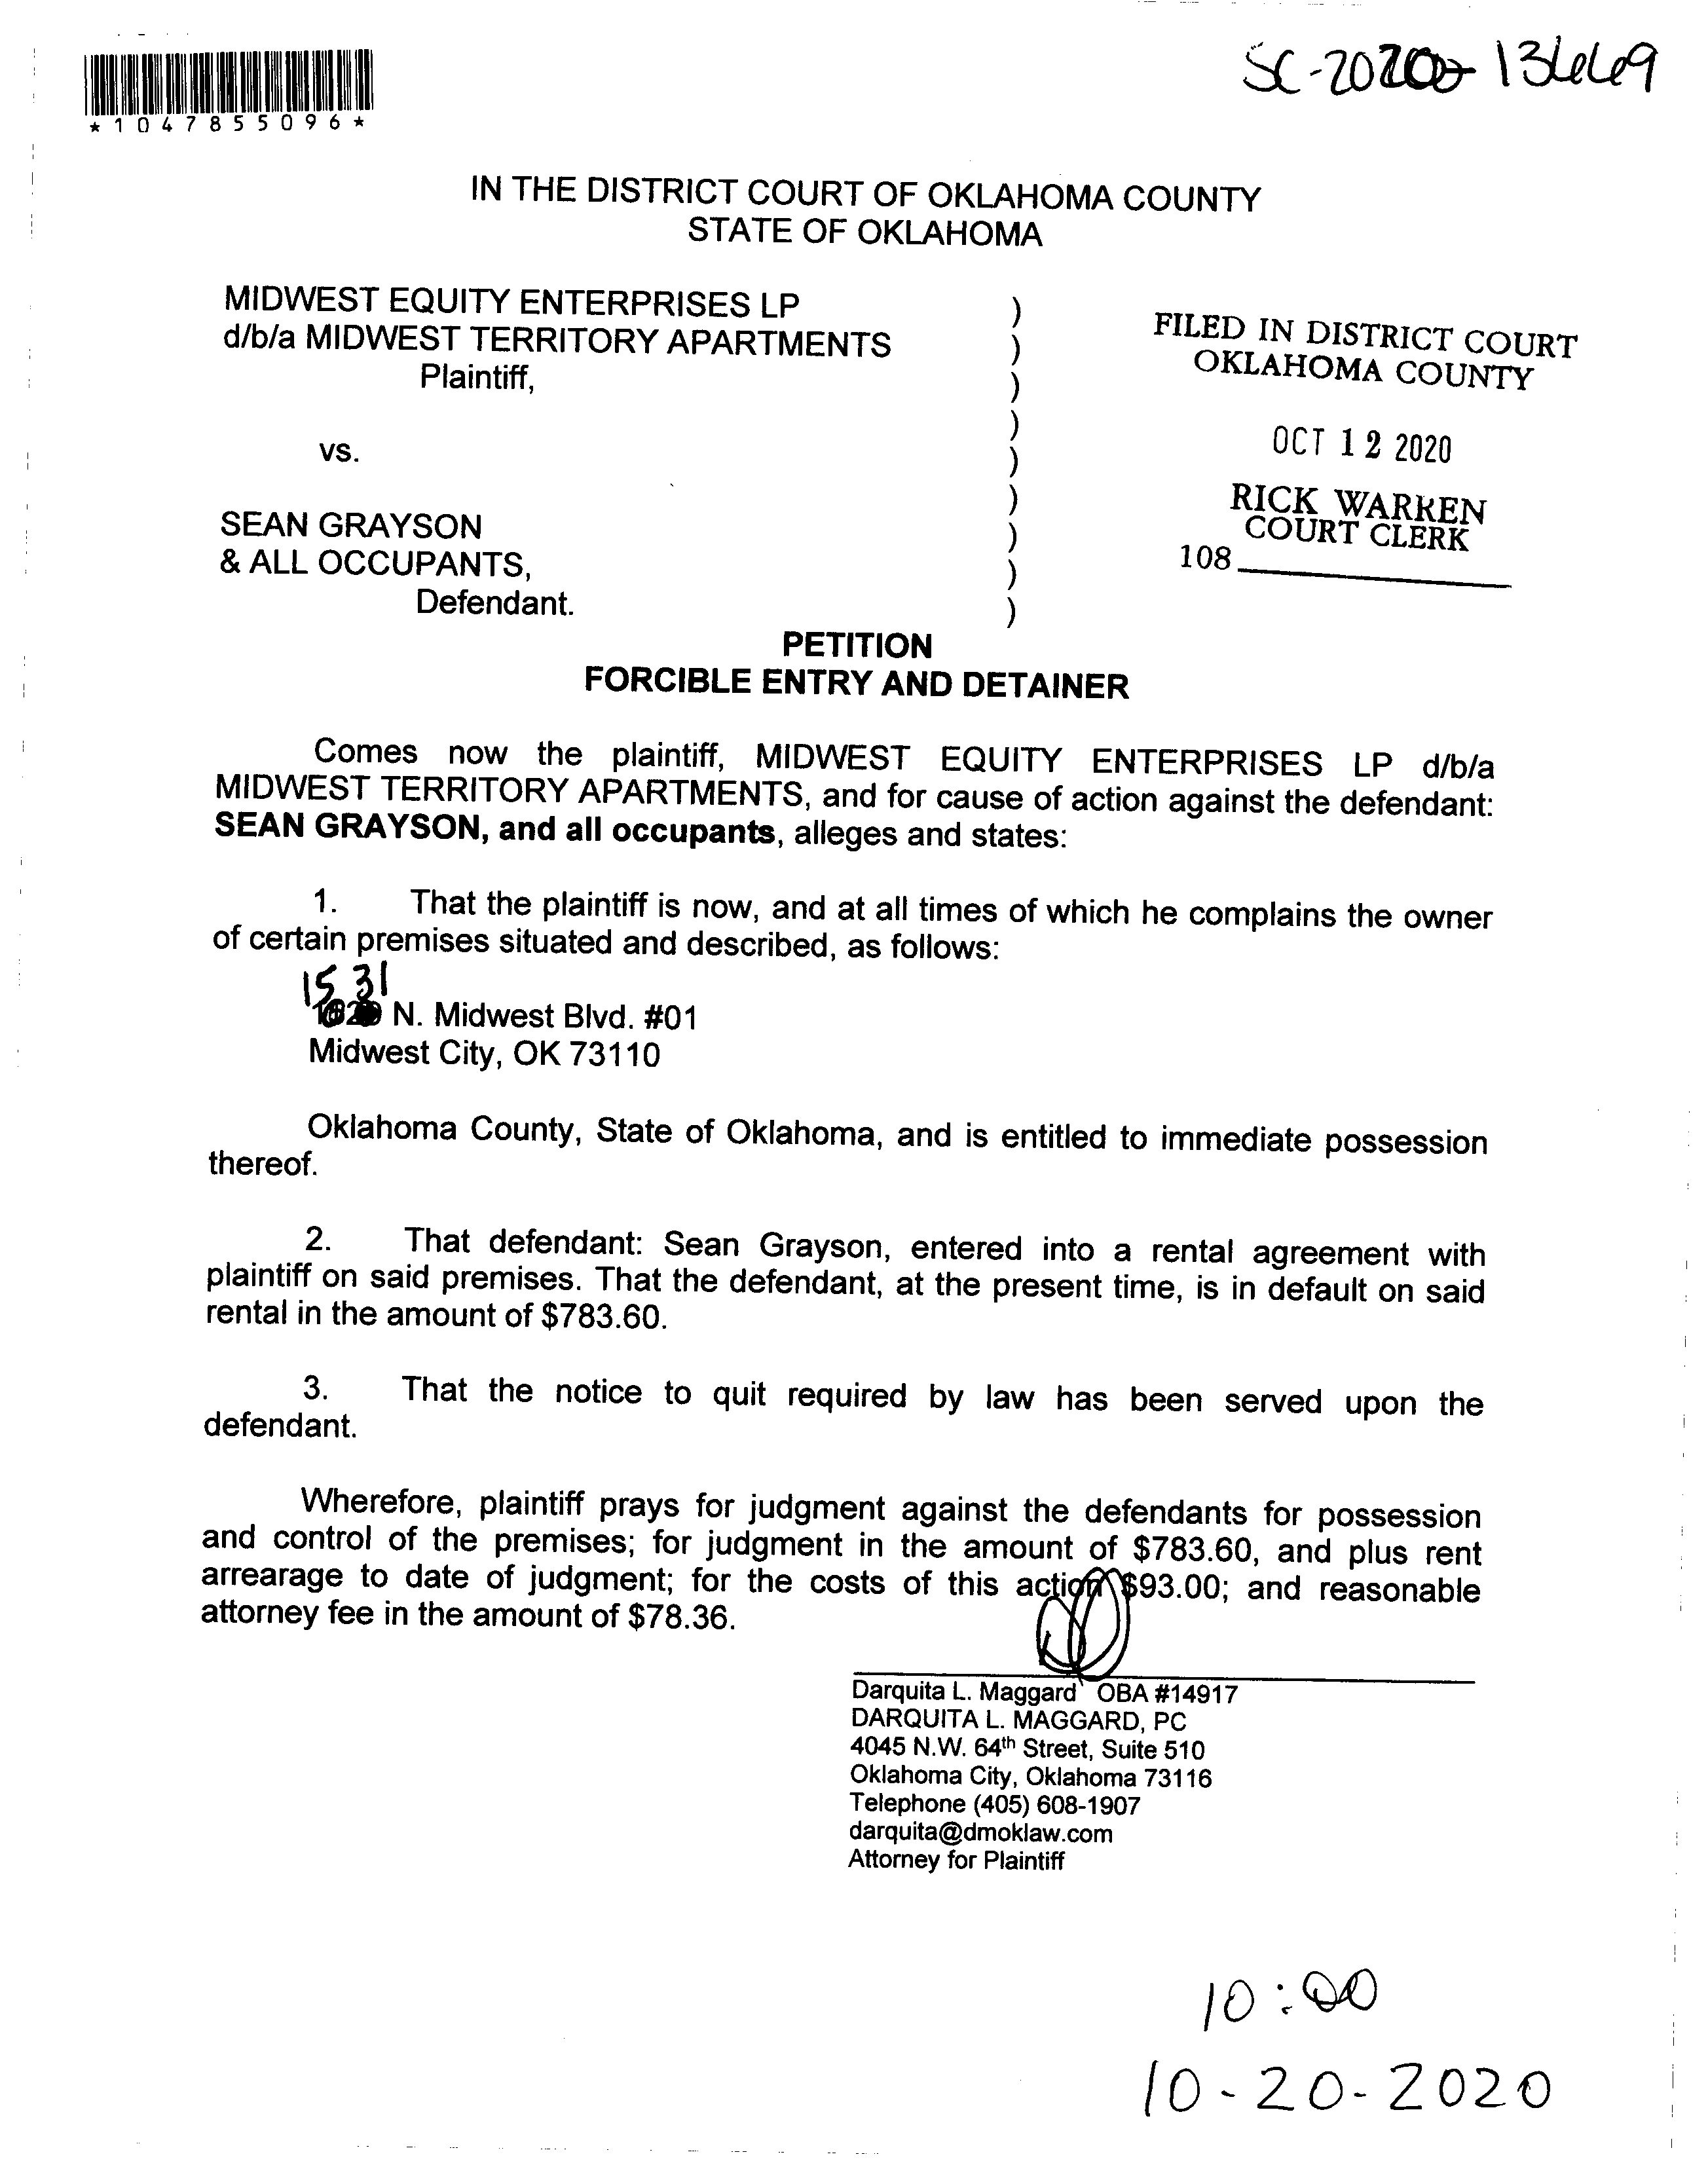 SC-2020-13669
*1047855096*
IN THE DISTRICT COURT OF OKLAHOMA COUNTY
STATE OF OKLAHOMA
MIDWEST EQUITY ENTERPRISES LP )
d/b/a MIDWEST TERRITORY APARTMENTS )
Plaintiff, )
)
vs. )
)
SEAN GRAYSON )
& ALL OCCUPANTS, )
Defendant. )
FILED IN DISTRICT COURT
OKLAHOMA COUNTY
OCT 12 2020
RICK WARREN
COURT CLERK
108
PETITION
FORCIBLE ENTRY AND DETAINER
Comes now the plaintiff, MIDWEST EQUITY ENTERPRISES LP d/b/a
MIDWEST TERRITORY APARTMENTS, and for cause of action against the defendant:
SEAN GRAYSON, and all occupants, alleges and states:
1. That the plaintiff is now, and at all times of which he complains the owner
of certain premises situated and described, as follows:
1531
N. Midwest Blvd. #01
Midwest City, OK 73110
Oklahoma County, State of Oklahoma, and is entitled to immediate possession
thereof.
2. That defendant: Sean Grayson, entered into a rental agreement with
plaintiff on said premises. That the defendant, at the present time, is in default on said
rental in the amount of $783.60.
3. That the notice to quit required by law has been served upon the
defendant.
Wherefore, plaintiff prays for judgment against the defendants for possession
and control of the premises; for judgment in the amount of $783.60, and plus rent
arrearage to date of judgment; for the costs of this action $93.00; and reasonable
attorney fee in the amount of $78.36.
Darquita L. Maggard OBA #14917
DARQUITA L. MAGGARD, PC
4045 N.W. 64th Street, Suite 510
Oklahoma City, Oklahoma 73116
Telephone (405) 608-1907
darquita@dmoklaw.com
Attorney for Plaintiff
10:00
10-20-2020